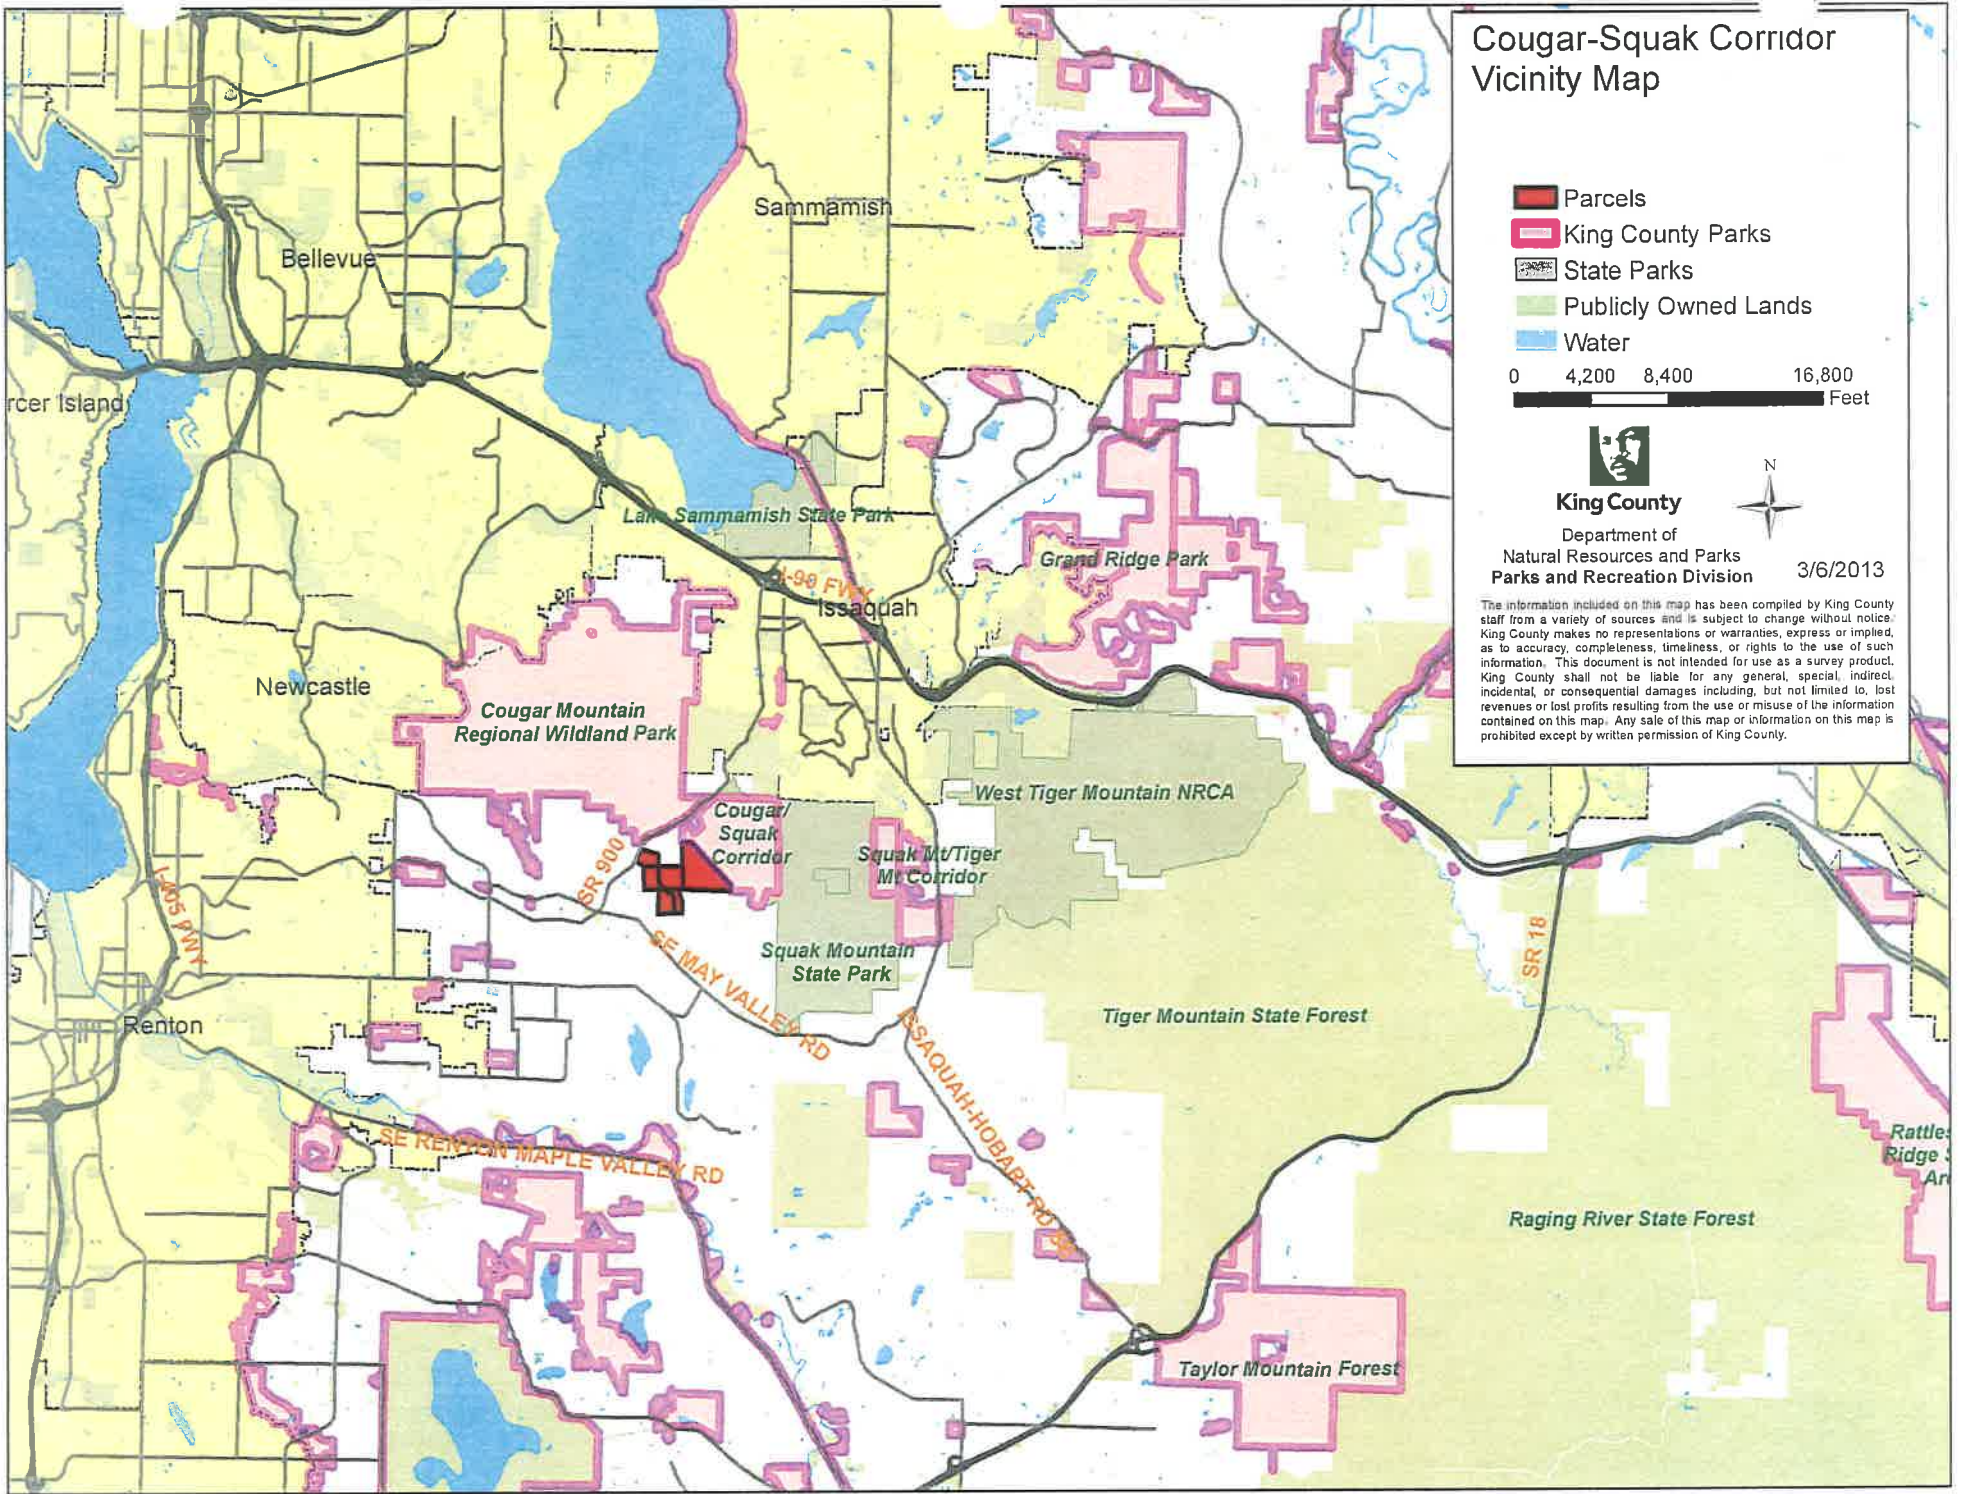 Cougar-Squak Corridor
Vicinity Map
Parcels
King County Parks
State Parks
Publicly Owned Lands
Water
0 4,200 8,400 16,800
Feet
King County
N
Department of
Natural Resources and Parks
Parks and Recreation Division
3/6/2013
The information included on this map has been compiled by King County
staff from a variety of sources and is subject to change without notice.
King County makes no representations or warranties, express or implied,
as to accuracy, completeness, timeliness, or rights to the use of such
information. This document is not intended for use as a survey product.
King County shall not be liable for any general, special, indirect,
incidental, or consequential damages including, but not limited to, lost
revenues or lost profits resulting from the use or misuse of the information
contained on this map. Any sale of this map or information on this map is
prohibited except by written permission of King County.
Sammamish
Bellevue
rcer Island
Lake Sammamish State Park
Grand Ridge Park
I-90 FWY
Issaquah
Newcastle
Cougar Mountain
Regional Wildland Park
West Tiger Mountain NRCA
Cougar/
Squak
Corridor
Squak Mt/Tiger
Mt Corridor
SR 900
I-405 FWY
SE MAY VALLEY RD
Squak Mountain
State Park
SR 18
Tiger Mountain State Forest
Renton
ISSAQUAH-HOBART RD SE
SE RENTON MAPLE VALLEY RD
Rattles
Ridge S
Are
Raging River State Forest
Taylor Mountain Forest